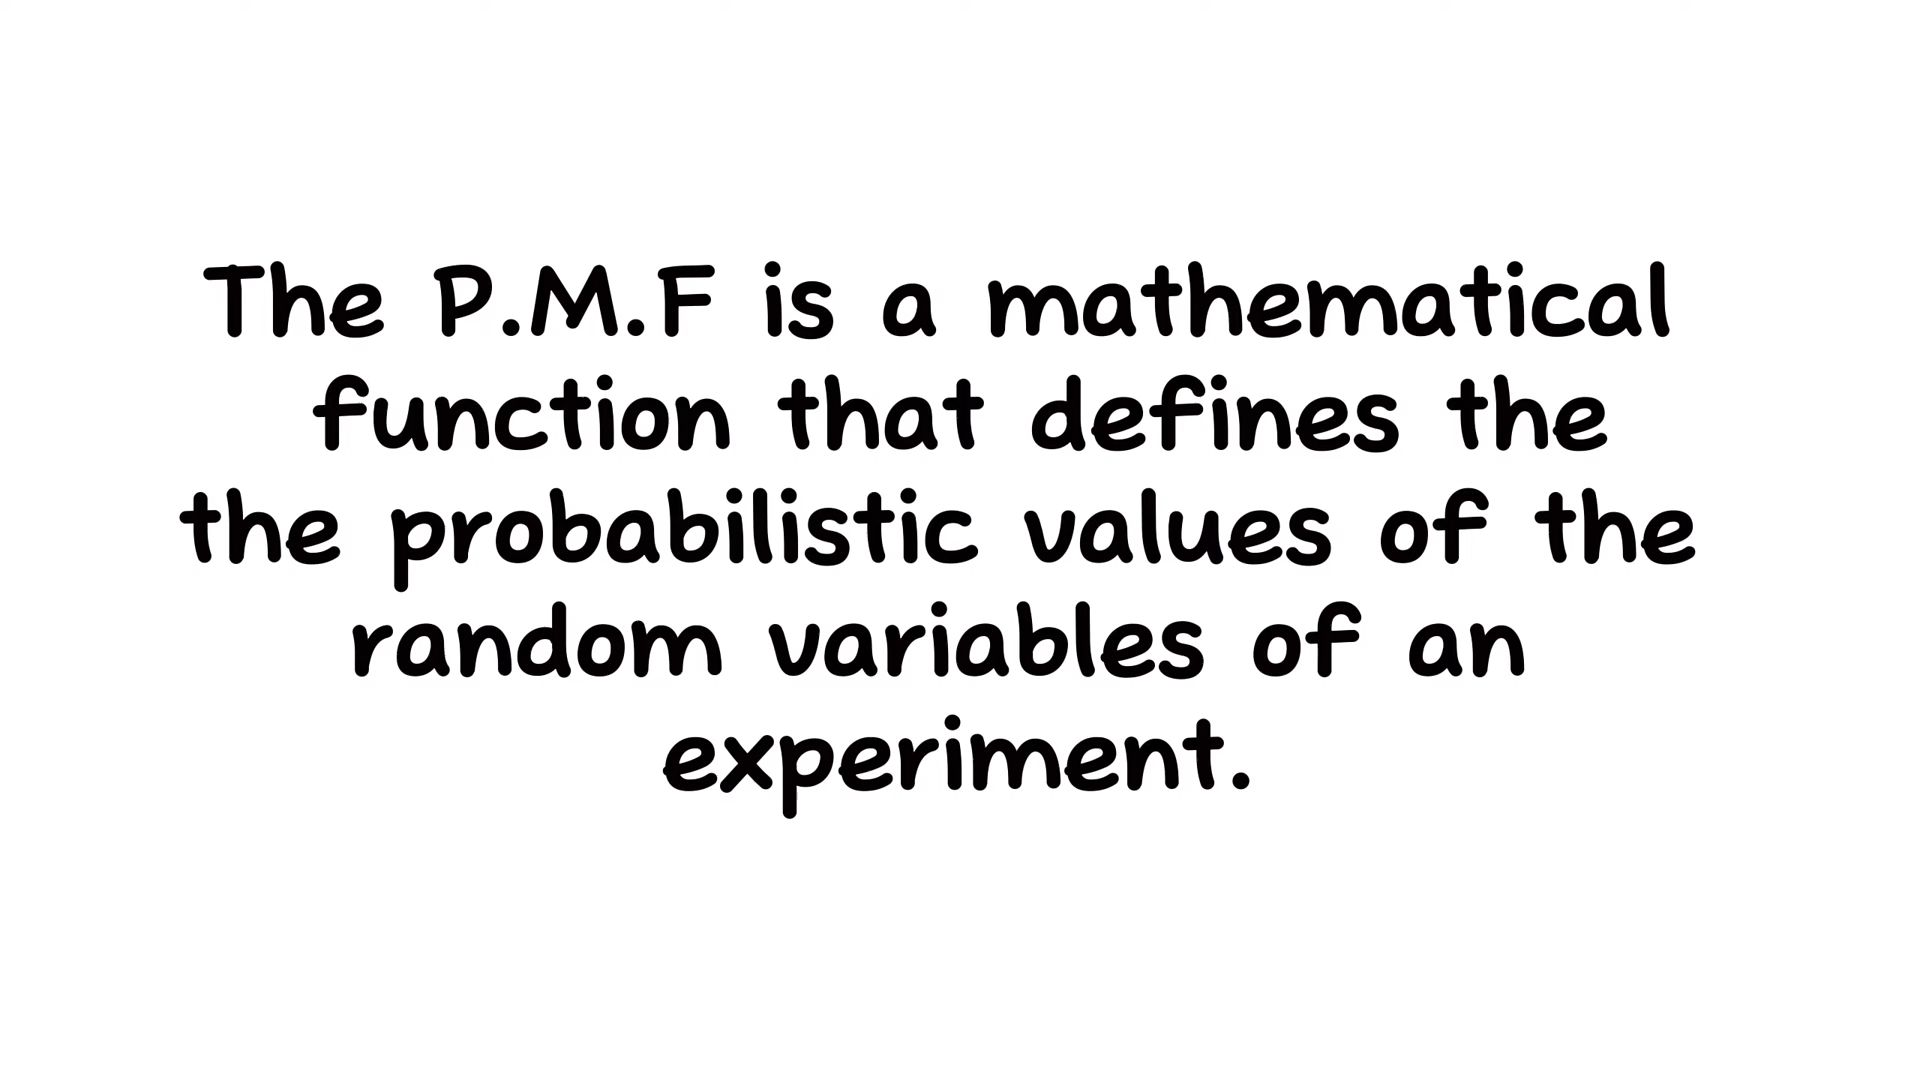 The P.M.F is a mathematical
function that defines the
the probabilistic values of the
random variables of an
experiment.